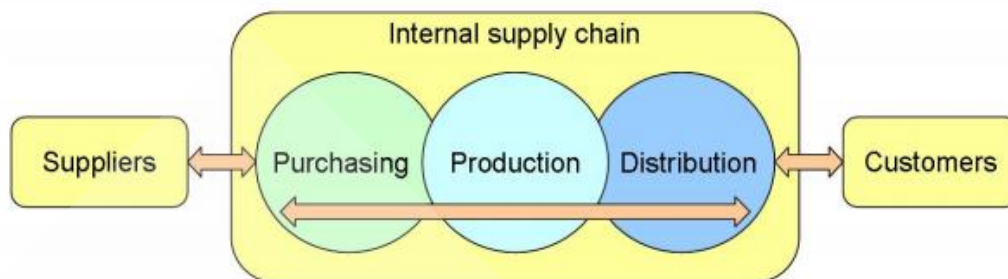 Internal supply chain
Suppliers
Purchasing
Production
Distribution
Customers